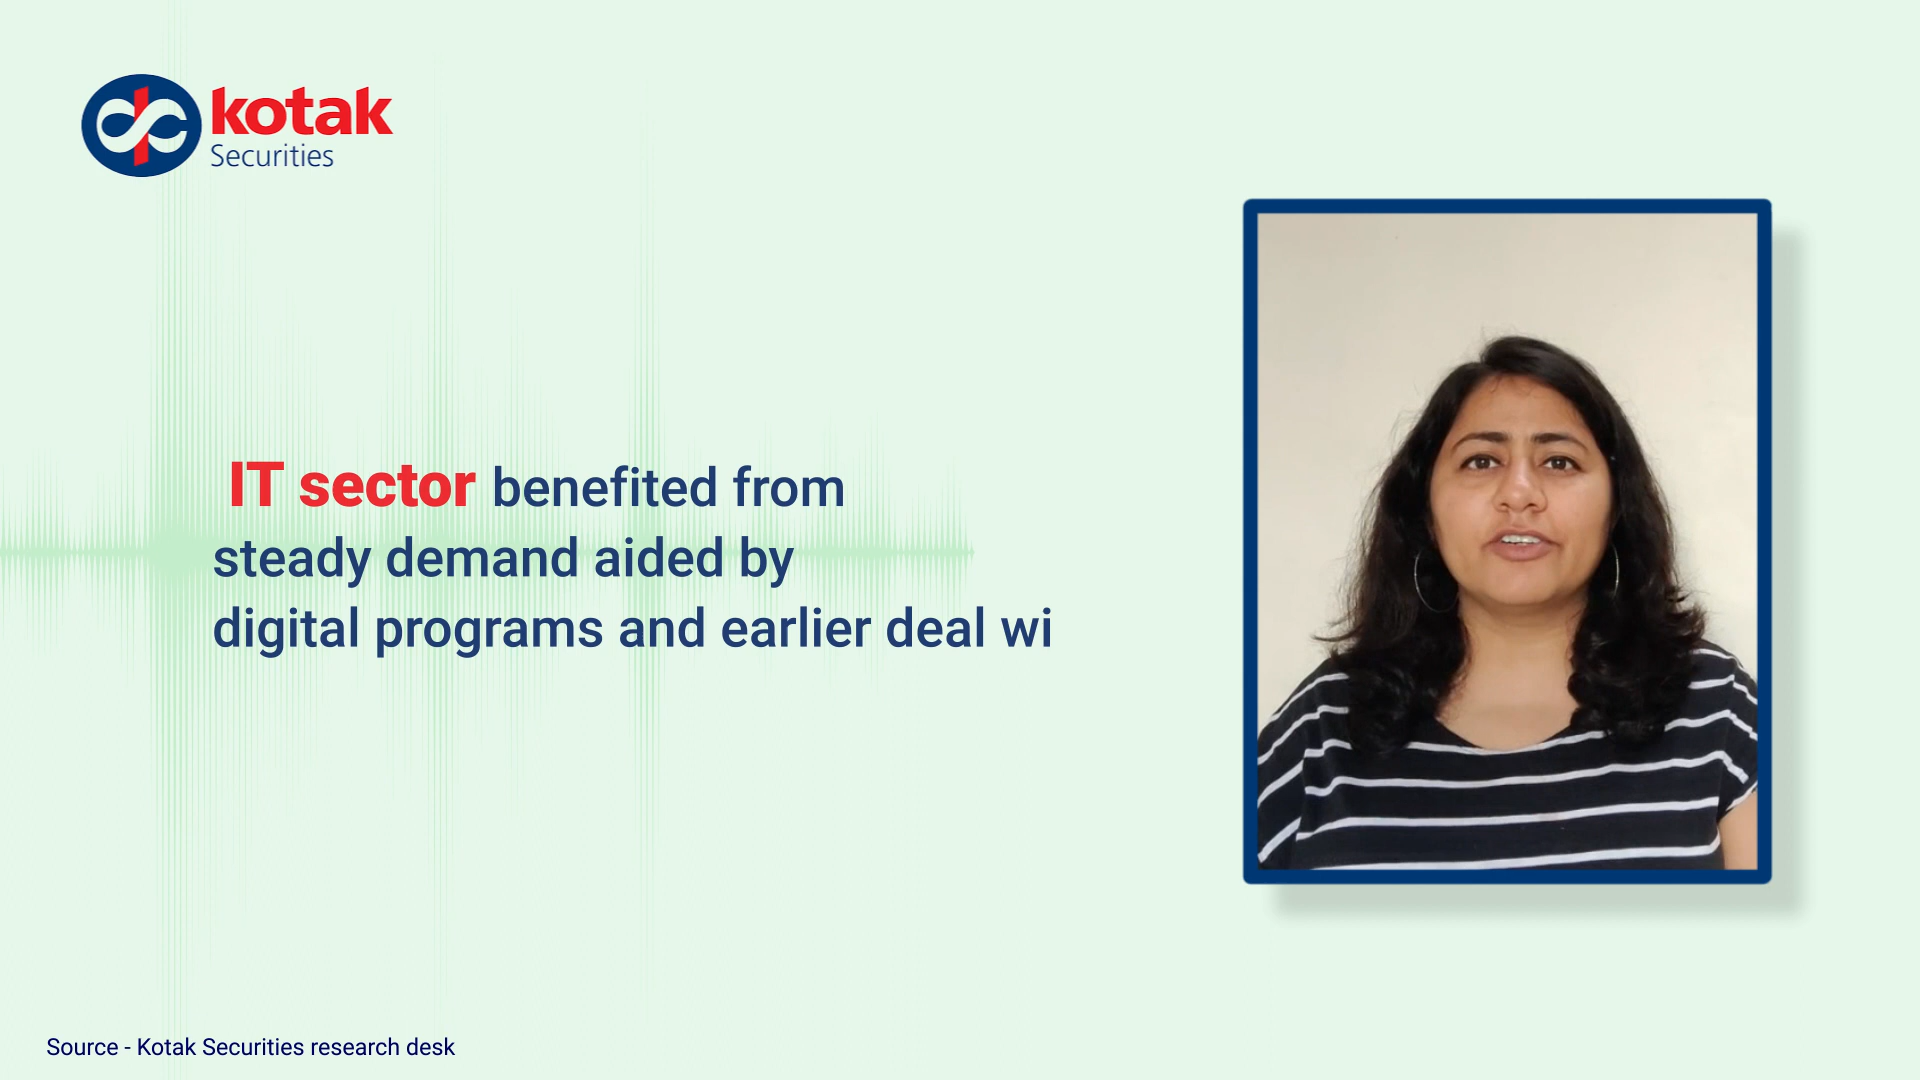 kotak
Securities
IT sector benefited from
steady demand aided by
digital programs and earlier deal wi
Source - Kotak Securities research desk